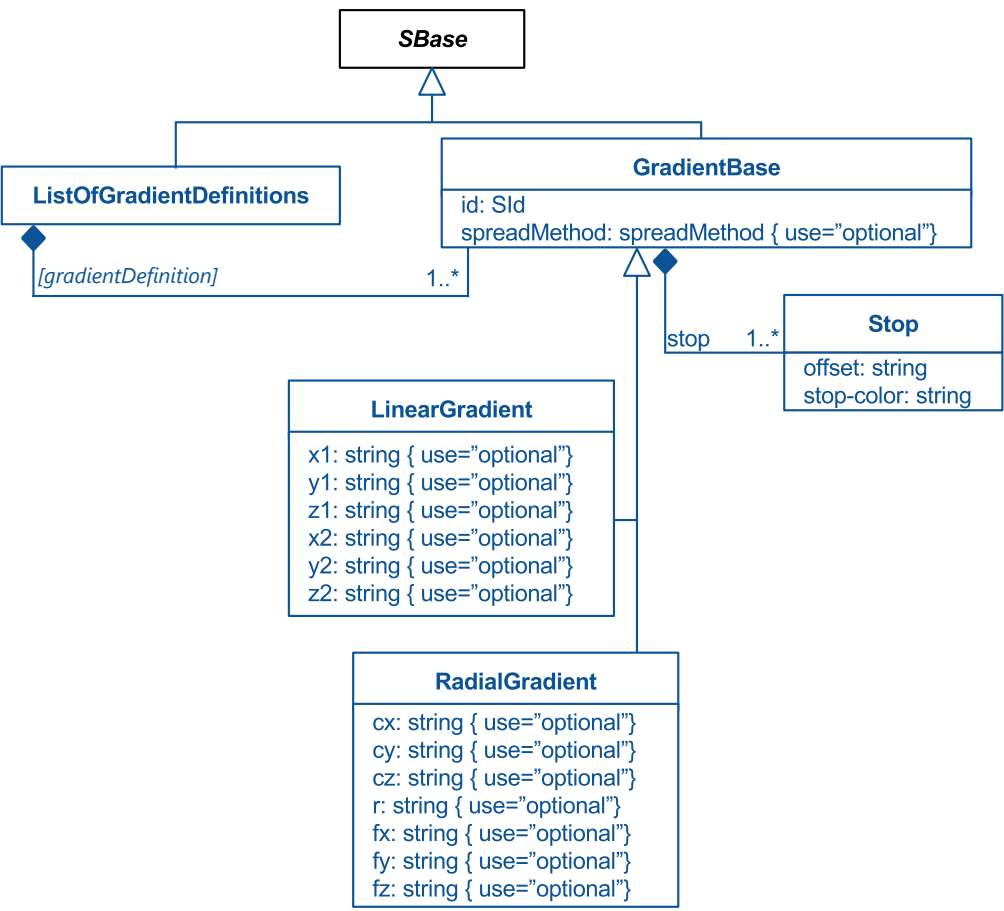 SBase
ListOfGradientDefinitions
GradientBase
id: SId
spreadMethod: spreadMethod { use=”optional”}
[gradientDefinition]
1..*
stop
1..*
Stop
offset: string
stop-color: string
LinearGradient
x1: string { use=”optional”}
y1: string { use=”optional”}
z1: string { use=”optional”}
x2: string { use=”optional”}
y2: string { use=”optional”}
z2: string { use=”optional”}
RadialGradient
cx: string { use=”optional”}
cy: string { use=”optional”}
cz: string { use=”optional”}
r: string { use=”optional”}
fx: string { use=”optional”}
fy: string { use=”optional”}
fz: string { use=”optional”}